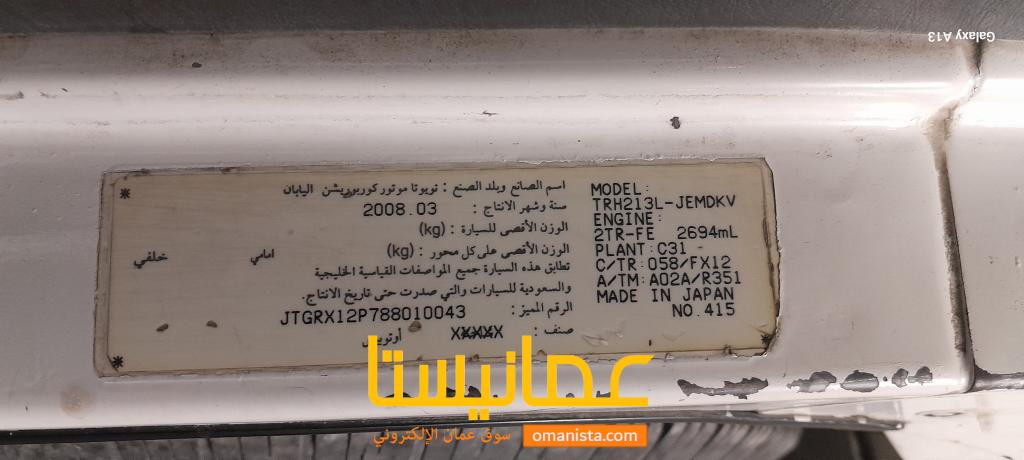 Galaxy A13
اسم الصانع وبلد الصنع : تويوتا موتور كوربوريشن اليابان
سنة وشهر الانتاج : 2008.03
الوزن الأقصى للسيارة : (kg)
الوزن الأقصى على كل محور : (kg) امامي خلفي
تطابق هذه السيارة جميع المواصفات القياسية الخليجية
والسعودية للسيارات والتي صدرت حتى تاريخ الانتاج.
الرقم المميز : JTGRX12P788010043
صنف : XXXXX أوتوبيس
MODEL:
TRH213L-JEMDKV
ENGINE:
2TR-FE 2694mL
PLANT:C31
C/TR:058/FX12
A/TM:A02A/R351
MADE IN JAPAN
NO.415
عمانيستا
سوق عمان الإلكتروني
omanista.com